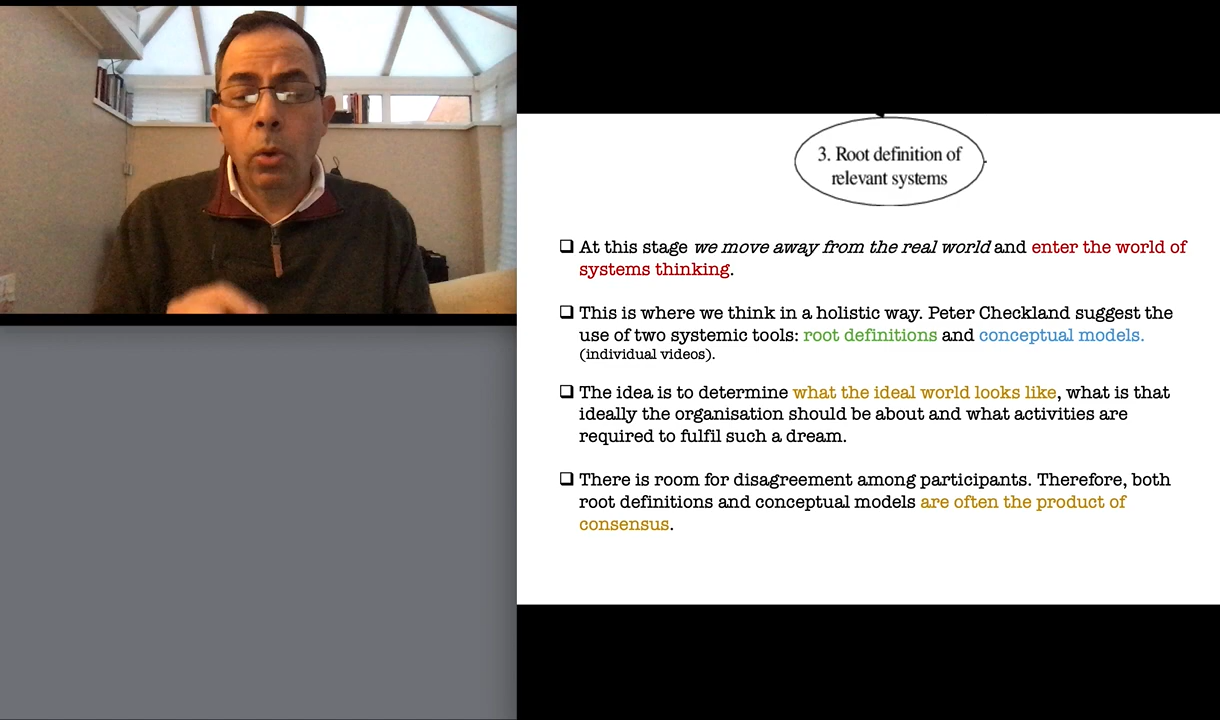 3. Root definition of
relevant systems
At this stage we move away from the real world and enter the world of
systems thinking.
This is where we think in a holistic way. Peter Checkland suggest the
use of two systemic tools: root definitions and conceptual models.
(individual videos).
The idea is to determine what the ideal world looks like, what is that
ideally the organisation should be about and what activities are
required to fulfil such a dream.
There is room for disagreement among participants. Therefore, both
root definitions and conceptual models are often the product of
consensus.